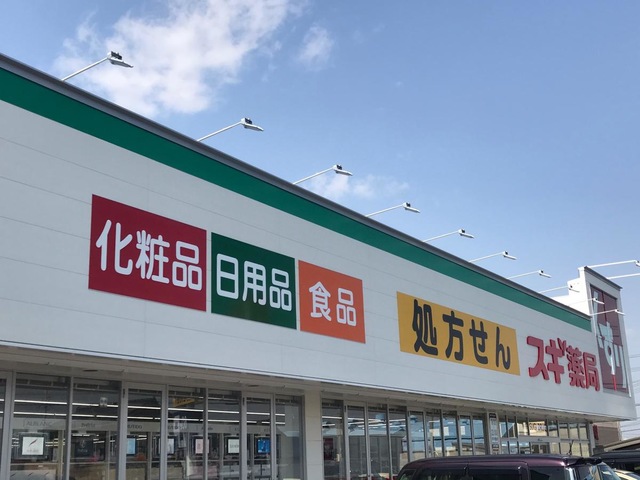 化粧品
日用品
食品
処方せん
スギ薬局